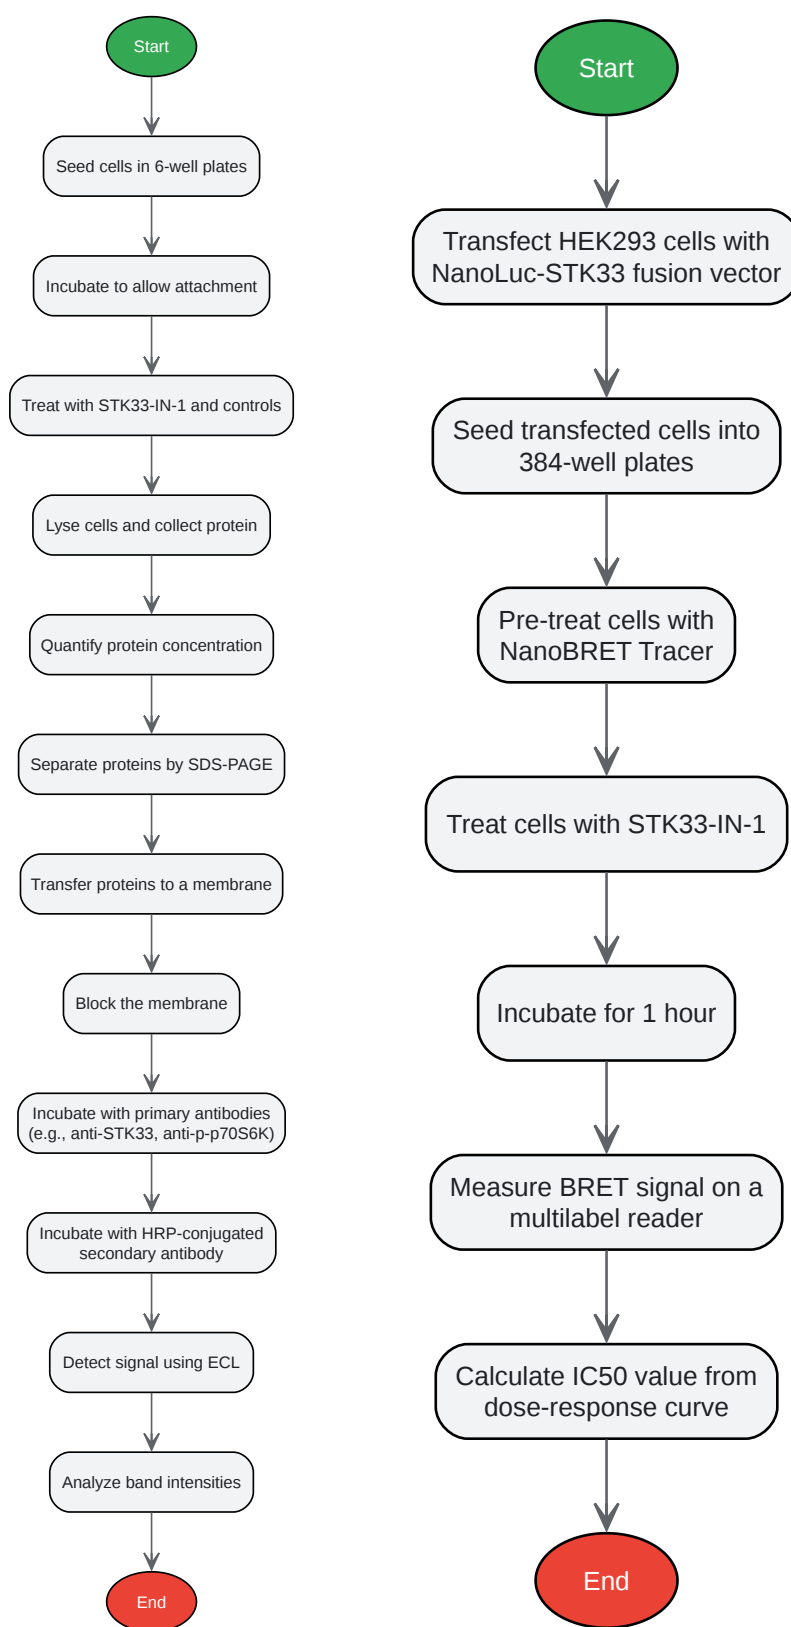 Start
Seed cells in 6-well plates
Incubate to allow attachment
Treat with STK33-IN-1 and controls
Lyse cells and collect protein
Quantify protein concentration
Separate proteins by SDS-PAGE
Transfer proteins to a membrane
Block the membrane
Incubate with primary antibodies
(e.g., anti-STK33, anti-p-p70S6K)
Incubate with HRP-conjugated
secondary antibody
Detect signal using ECL
Analyze band intensities
End
Start
Transfect HEK293 cells with
NanoLuc-STK33 fusion vector
Seed transfected cells into
384-well plates
Pre-treat cells with
NanoBRET Tracer
Treat cells with STK33-IN-1
Incubate for 1 hour
Measure BRET signal on a
multilabel reader
Calculate IC50 value from
dose-response curve
End